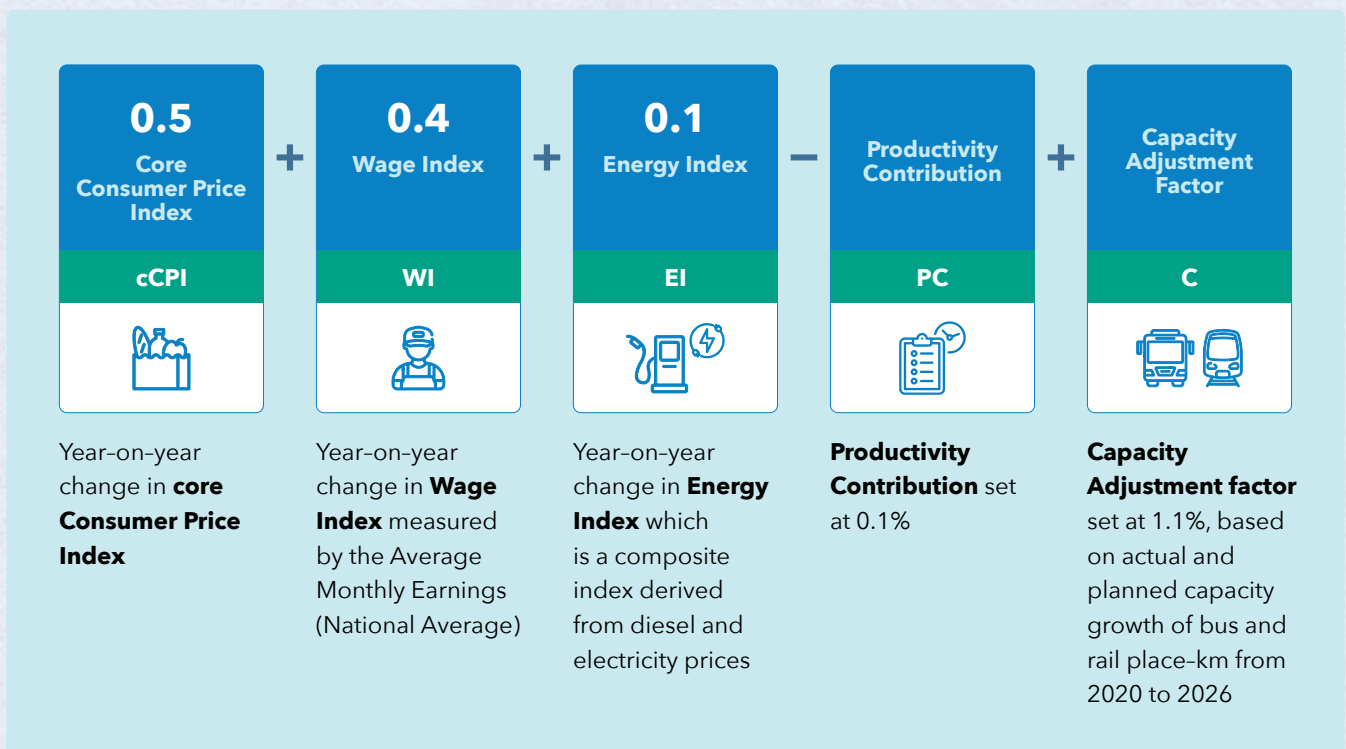 0.5
Core
Consumer Price
Index
cCPI
+
0.4
Wage Index
WI
+
0.1
Energy Index
EI
−
Productivity
Contribution
PC
+
Capacity
Adjustment
Factor
C
Year–on–year
change in core
Consumer Price
Index
Year–on–year
change in Wage
Index measured
by the Average
Monthly Earnings
(National Average)
Year–on–year
change in Energy
Index which
is a composite
index derived
from diesel and
electricity prices
Productivity
Contribution set
at 0.1%
Capacity
Adjustment factor
set at 1.1%, based
on actual and
planned capacity
growth of bus and
rail place–km from
2020 to 2026